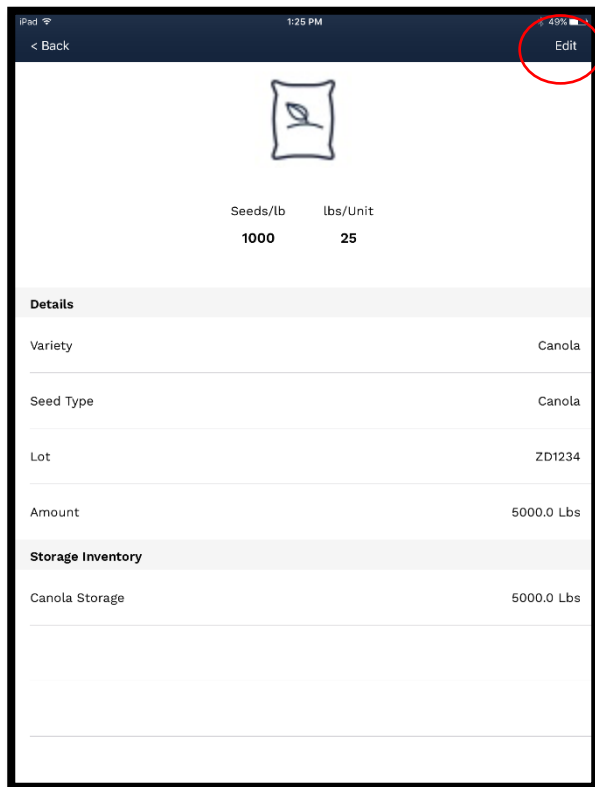 iPad 1:25 PM 49%
< Back Edit
Seeds/lb lbs/Unit
1000 25
Details
Variety Canola
Seed Type Canola
Lot ZD1234
Amount 5000.0 Lbs
Storage Inventory
Canola Storage 5000.0 Lbs